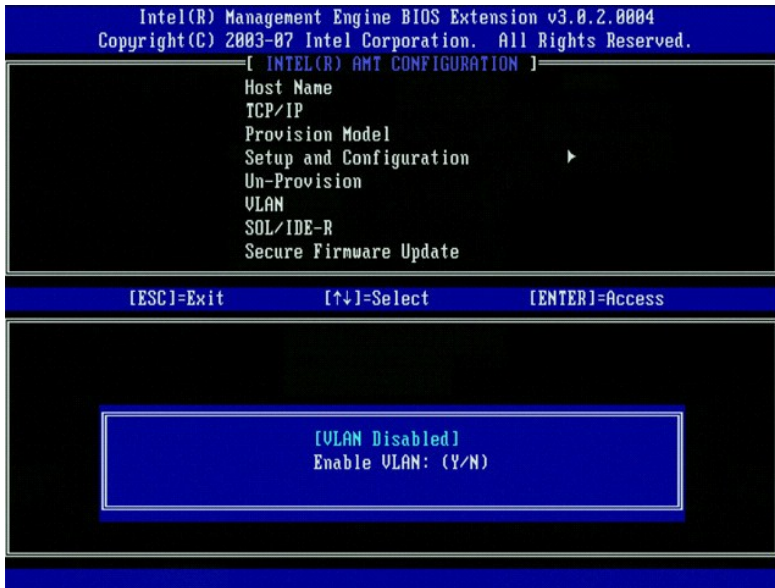 Intel(R) Management Engine BIOS Extension v3.0.2.0004
Copyright(C) 2003-07 Intel Corporation. All Rights Reserved.
[ INTEL(R) AMT CONFIGURATION ]
Host Name
TCP/IP
Provision Model
Setup and Configuration ►
Un-Provision
VLAN
SOL/IDE-R
Secure Firmware Update
[ESC]=Exit [↑↓]=Select [ENTER]=Access
[VLAN Disabled]
Enable VLAN: (Y/N)